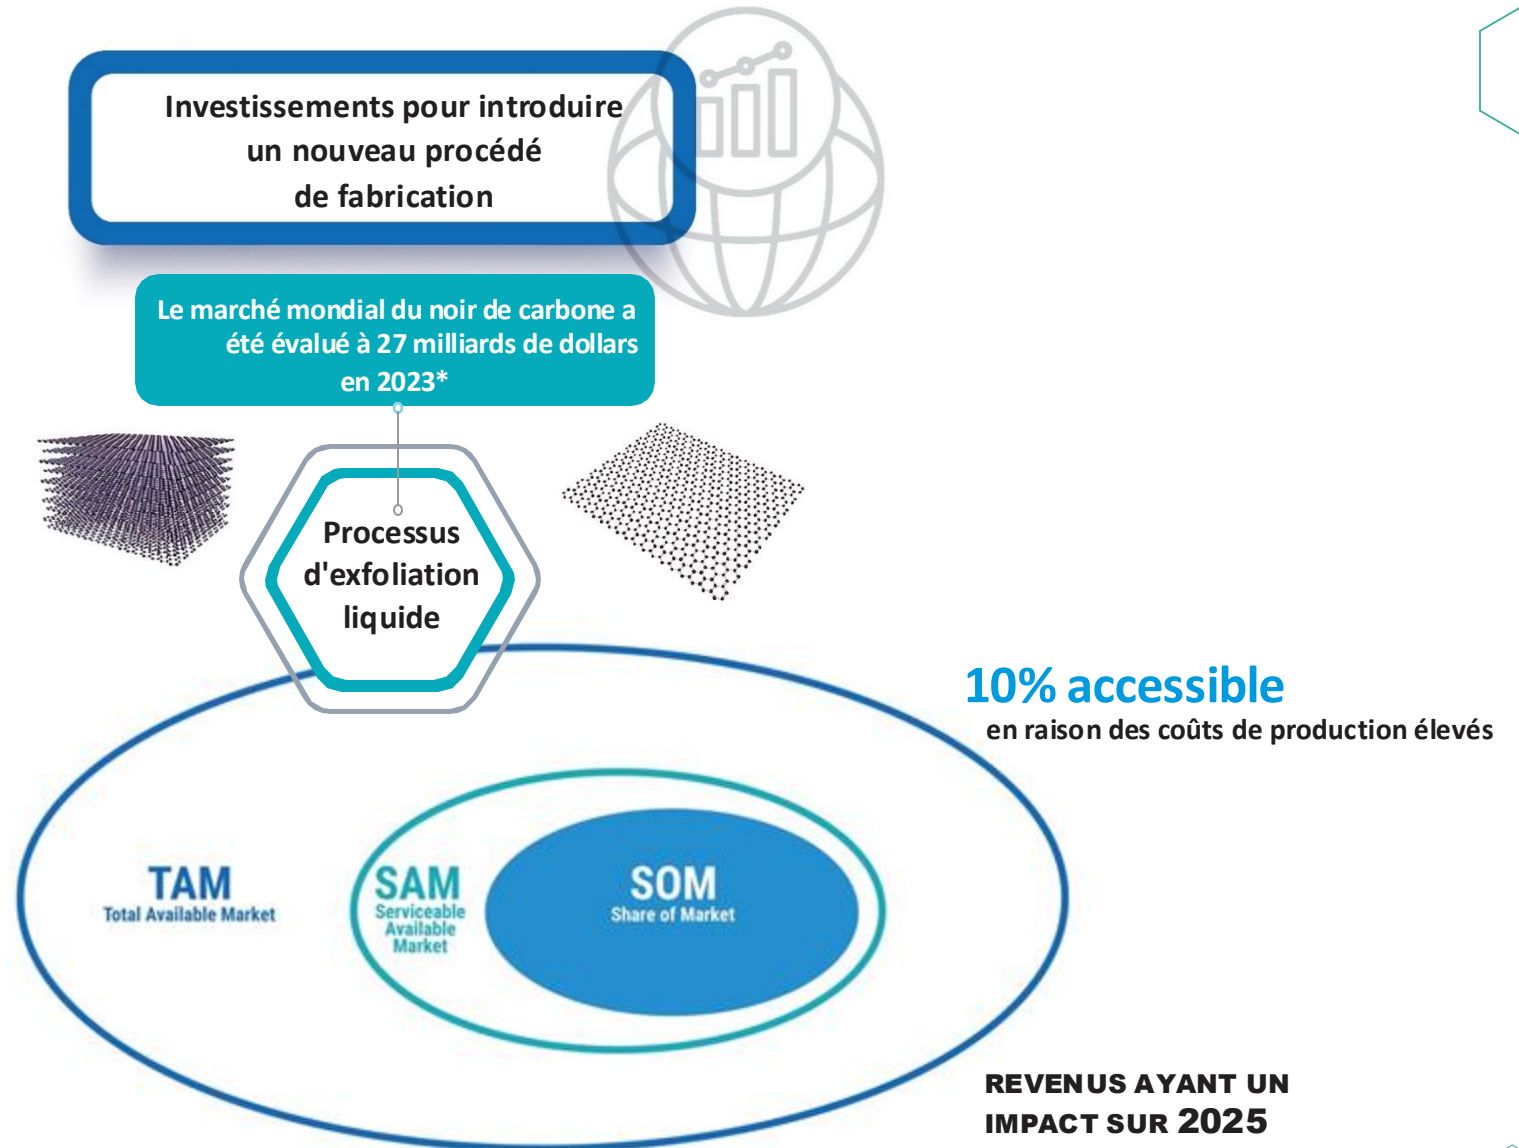 Investissements pour introduire
un nouveau procédé
de fabrication
Le marché mondial du noir de carbone a
été évalué à 27 milliards de dollars
en 2023*
Processus
d'exfoliation
liquide
10% accessible
en raison des coûts de production élevés
TAM
Total Available Market
SAM
Serviceable
Available
Market
SOM
Share of Market
REVENUS AYANT UN
IMPACT SUR 2025